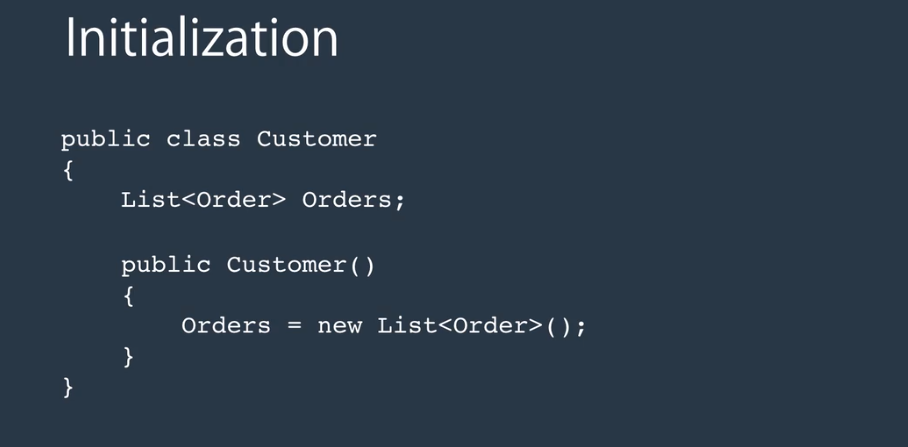 Initialization
public class Customer
{
    List<Order> Orders;
    public Customer()
    {
        Orders = new List<Order>();
    }
}